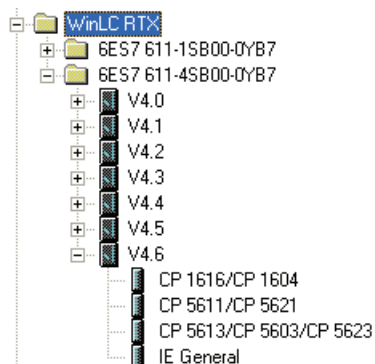 WinLC RTX
6ES7 611-1SB00-0YB7
6ES7 611-4SB00-0YB7
V4.0
V4.1
V4.2
V4.3
V4.4
V4.5
V4.6
CP 1616/CP 1604
CP 5611/CP 5621
CP 5613/CP 5603/CP 5623
IE General